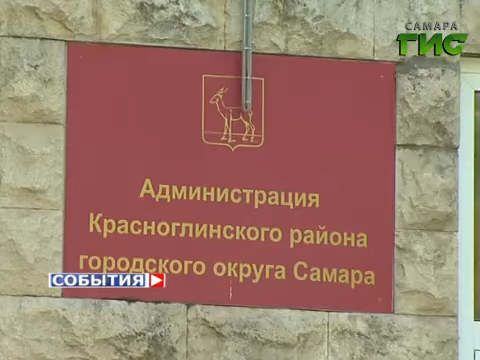 САМАРА
ГИС
Администрация
Красноглинского района
городского округа Самара
СОБЫТИЯ